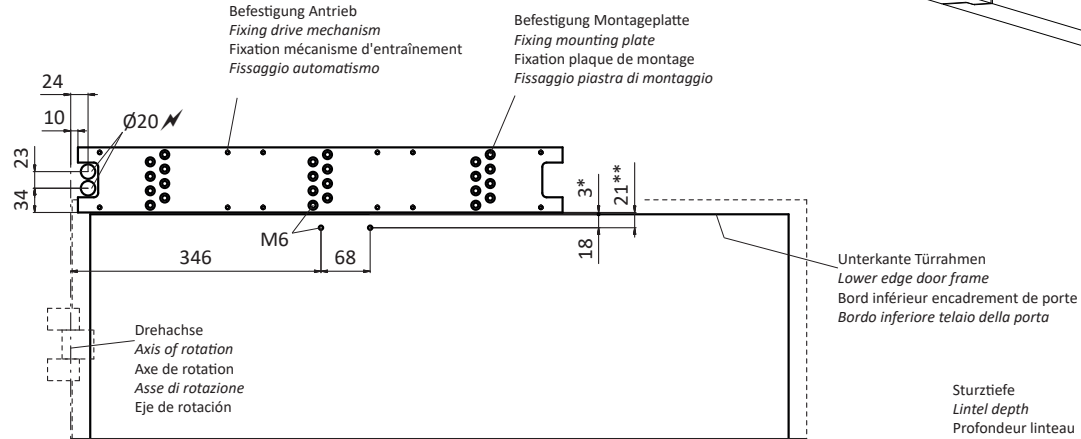 Befestigung Antrieb
Fixing drive mechanism
Fixation mécanisme d'entraînement
Fissaggio automatismo
Befestigung Montageplatte
Fixing mounting plate
Fixation plaque de montage
Fissaggio piastra di montaggio
24
10
Ø20
23
34
3*
21**
18
M6
346
68
Unterkante Türrahmen
Lower edge door frame
Bord inférieur encadrement de porte
Bordo inferiore telaio della porta
Drehachse
Axis of rotation
Axe de rotation
Asse di rotazione
Eje de rotación
Sturztiefe
Lintel depth
Profondeur linteau